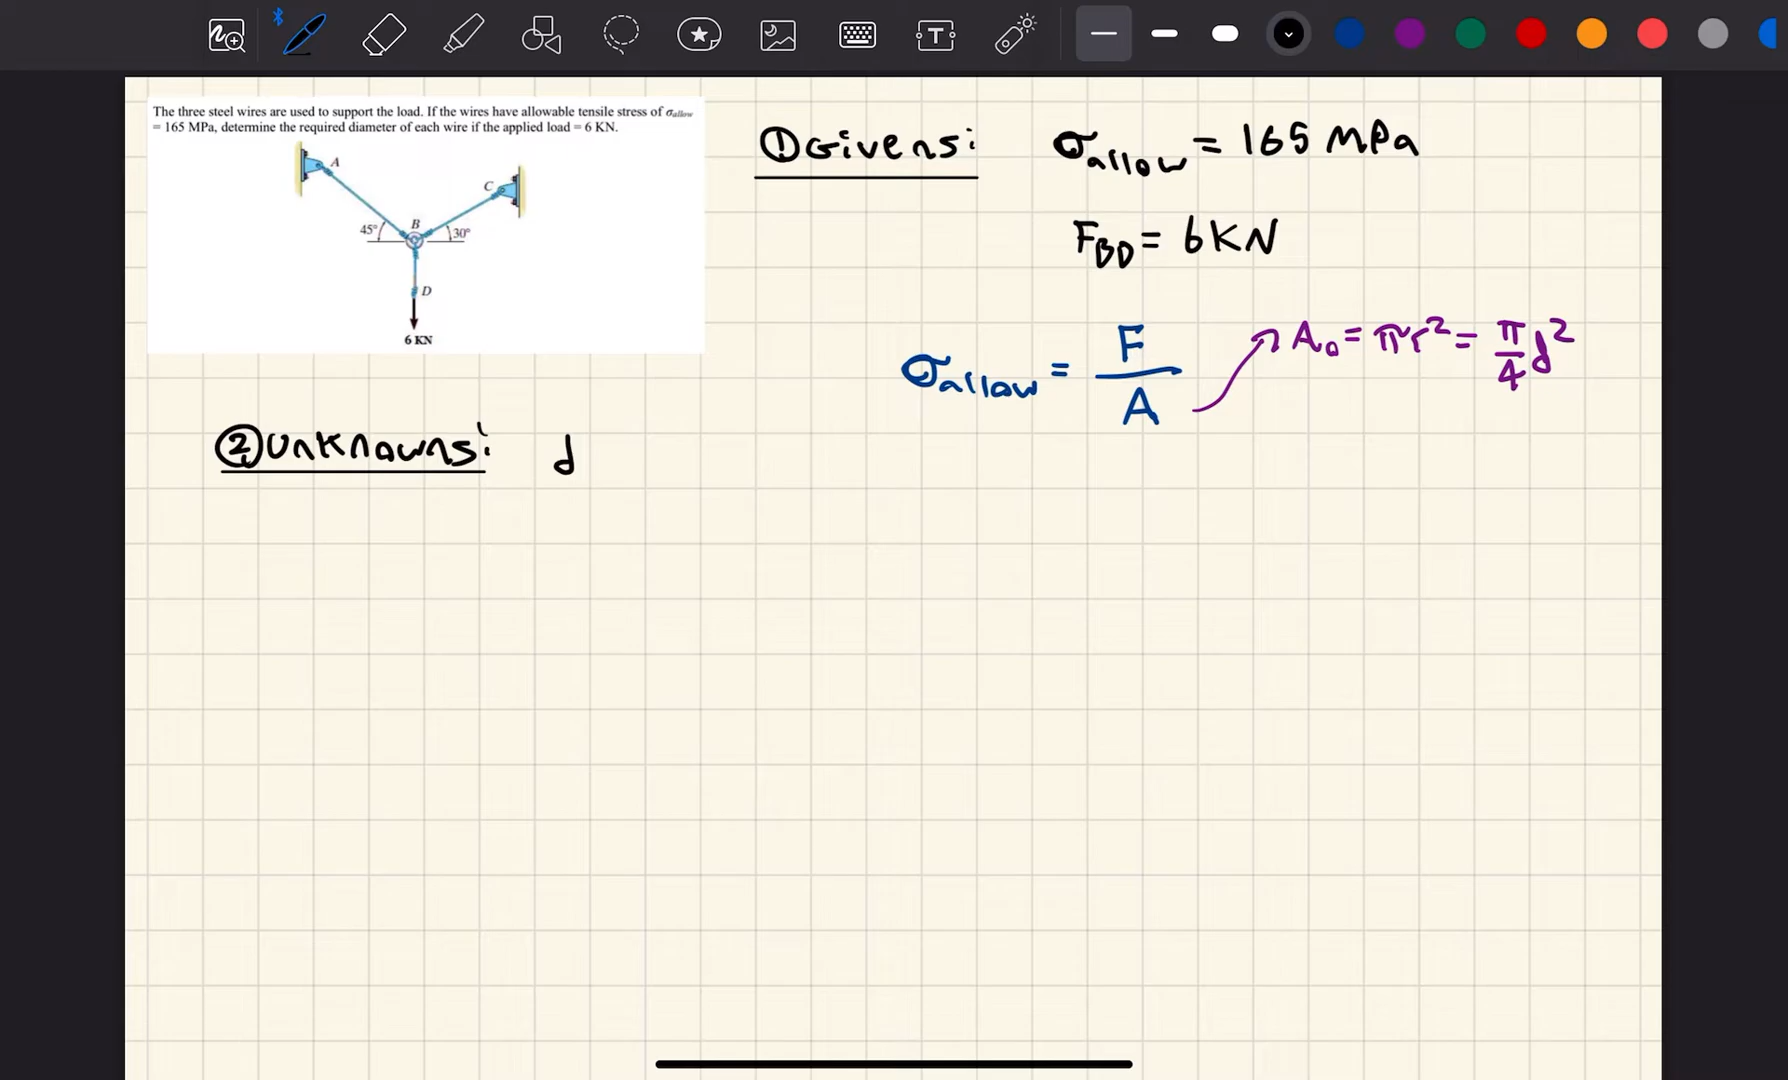 The three steel wires are used to support the load. If the wires have allowable tensile stress of σallow
= 165 MPa, determine the required diameter of each wire if the applied load = 6 KN.
A
C
B
45°
30°
D
6 KN
①Givens:
σallow = 165 MPa
FBD = 6KN
σallow = F/A
A○ = πr² = π/4 d²
②Unknowns: d
T